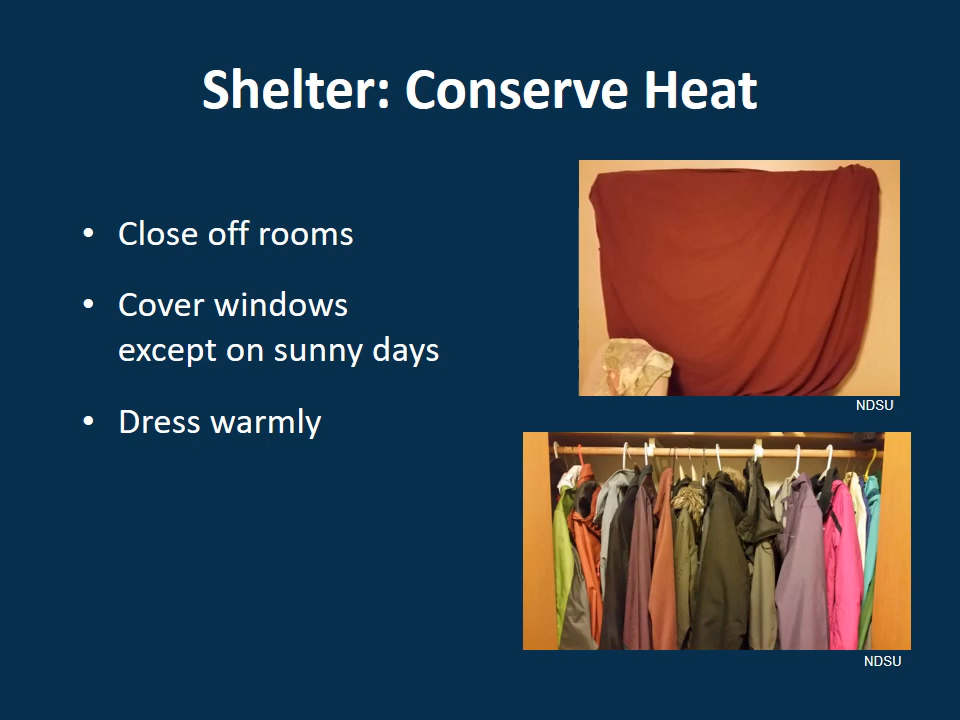 Shelter: Conserve Heat
• Close off rooms
• Cover windows
except on sunny days
• Dress warmly
NDSU
NDSU